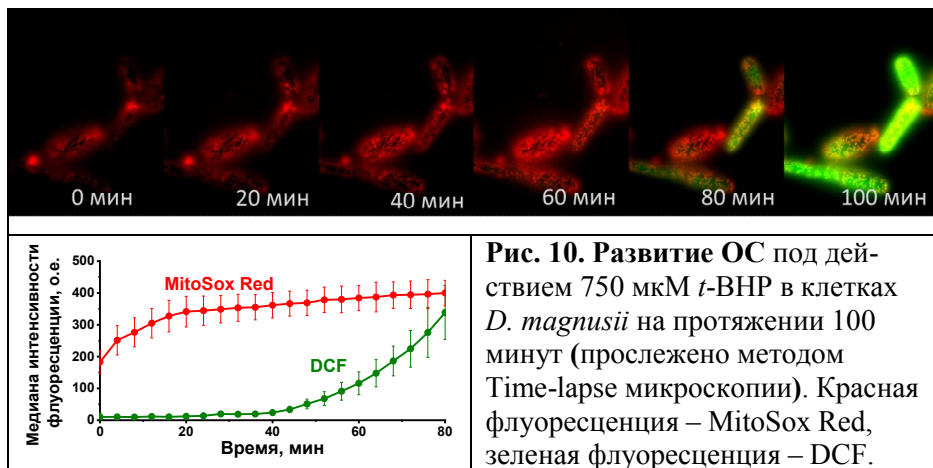 0 мин 20 мин 40 мин 60 мин 80 мин 100 мин
500
400
300
200
100
0
Медиана интенсивности
флуоресценции, о.е.
MitoSox Red
DCF
0 20 40 60 80
Время, мин
Рис. 10. Развитие ОС под дей-
ствием 750 мкМ t-BHP в клетках
D. magnusii на протяжении 100
минут (прослежено методом
Time-lapse микроскопии). Красная
флуоресценция – MitoSox Red,
зеленая флуоресценция – DCF.